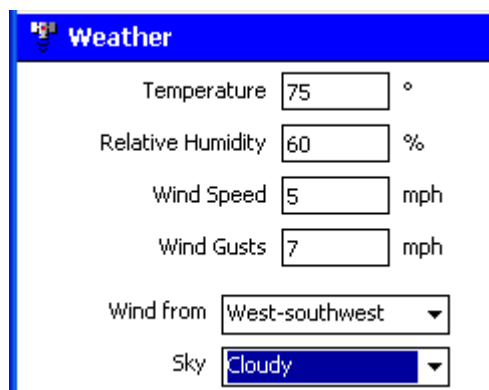 Weather
Temperature 75 °
Relative Humidity 60 %
Wind Speed 5 mph
Wind Gusts 7 mph
Wind from West-southwest
Sky Cloudy